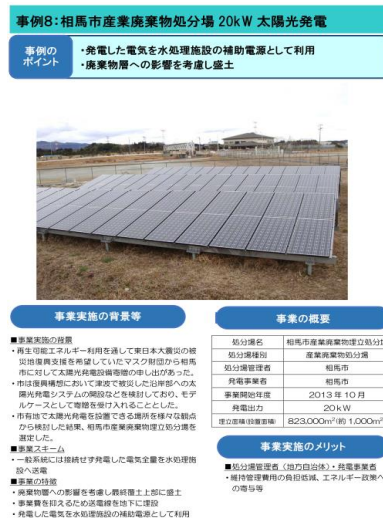 事例8:相馬市産業廃棄物処分場 20kW 太陽光発電
事例の
ポイント
・発電した電気を水処理施設の補助電源として利用
・廃棄物層への影響を考慮し盛土
事業実施の背景等
■事業実施の背景
・再生可能エネルギー利用を通して東日本大震災の被
災地復興支援を希望していたマスク財団から相馬
市に対して太陽光発電設備寄贈の申し出があった。
・市は復興構想において津波で被災した沿岸部への太
陽光発電システムの開設などを検討しており、モデ
ルケースとして寄贈を受け入れることとした。
・市有地で太陽光発電を設置できる場所を様々な観点
から検討した結果、相馬市産業廃棄物埋立処分場を
選定した。
■事業スキーム
・一般系統には接続せず発電した電気全量を水処理施
設へ送電
■事業の特徴
・廃棄物層への影響を考慮し最終覆土上部に盛土
・事業費を抑えるため送電線を地下に埋設
・発電した電気を水処理施設の補助電源として利用
事業の概要
処分場名 相馬市産業廃棄物埋立処分場
処分場種別 産業廃棄物処分場
処分場管理者 相馬市
発電事業者 相馬市
事業開始年度 2013年10月
発電出力 20kW
埋立面積(設置面積) 823,000m²(約1,000m²
事業実施のメリット
■処分場管理者(地方自治体)・発電事業者
・維持管理費用の負担低減、エネルギー政策へ
の寄与等